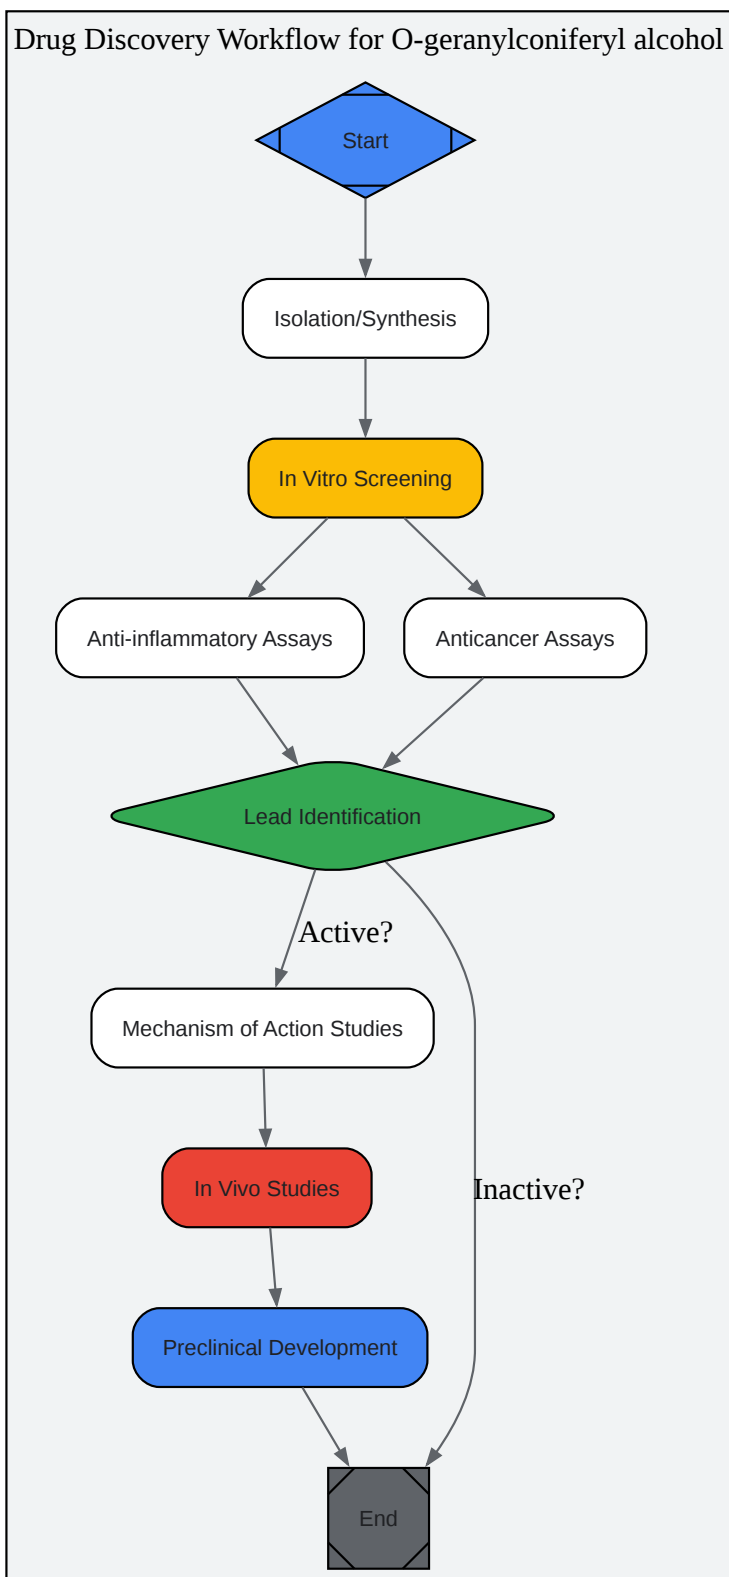 Drug Discovery Workflow for O-geranylconiferyl alcohol
Start
Isolation/Synthesis
In Vitro Screening
Anti-inflammatory Assays
Anticancer Assays
Lead Identification
Active?
Mechanism of Action Studies
In Vivo Studies
Inactive?
Preclinical Development
End